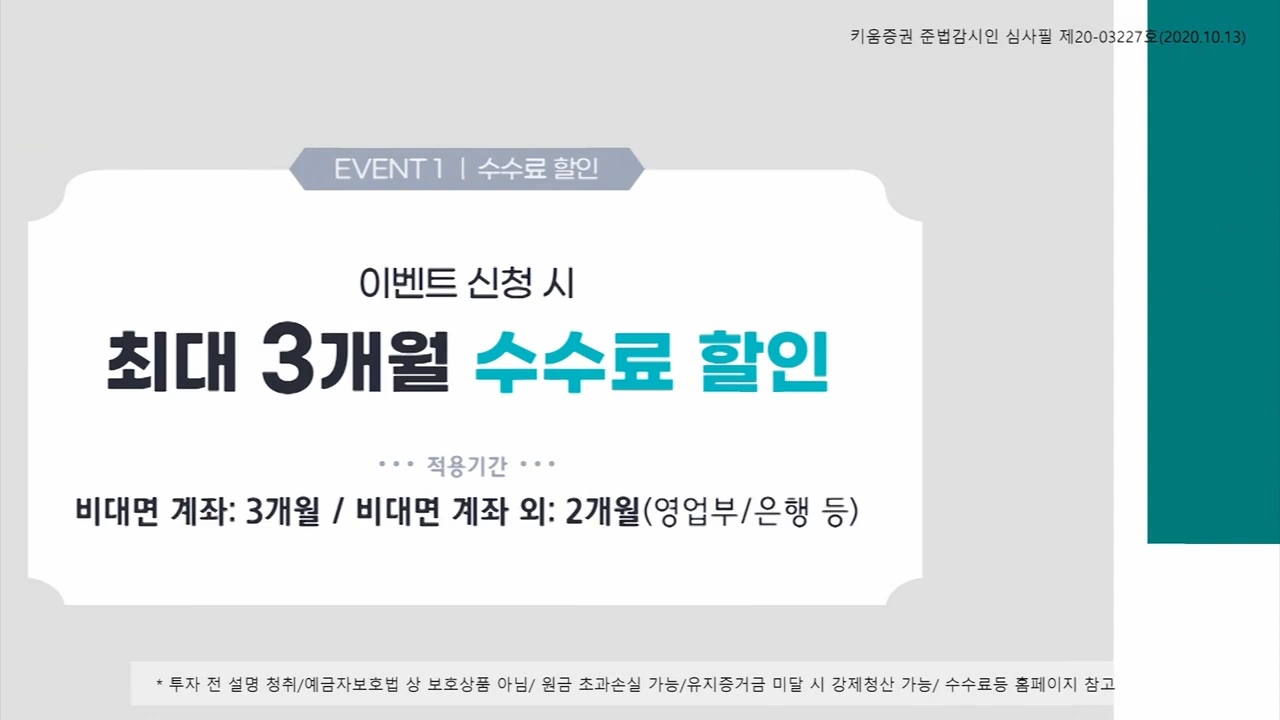 키움증권 준법감시인 심사필 제20-03227호(2020.10.13)
EVENT 1 | 수수료 할인
이벤트 신청 시
최대 3개월 수수료 할인
··· 적용기간 ···
비대면 계좌: 3개월 / 비대면 계좌 외: 2개월(영업부/은행 등)
* 투자 전 설명 청취/예금자보호법 상 보호상품 아님/ 원금 초과손실 가능/유지증거금 미달 시 강제청산 가능/ 수수료등 홈페이지 참고